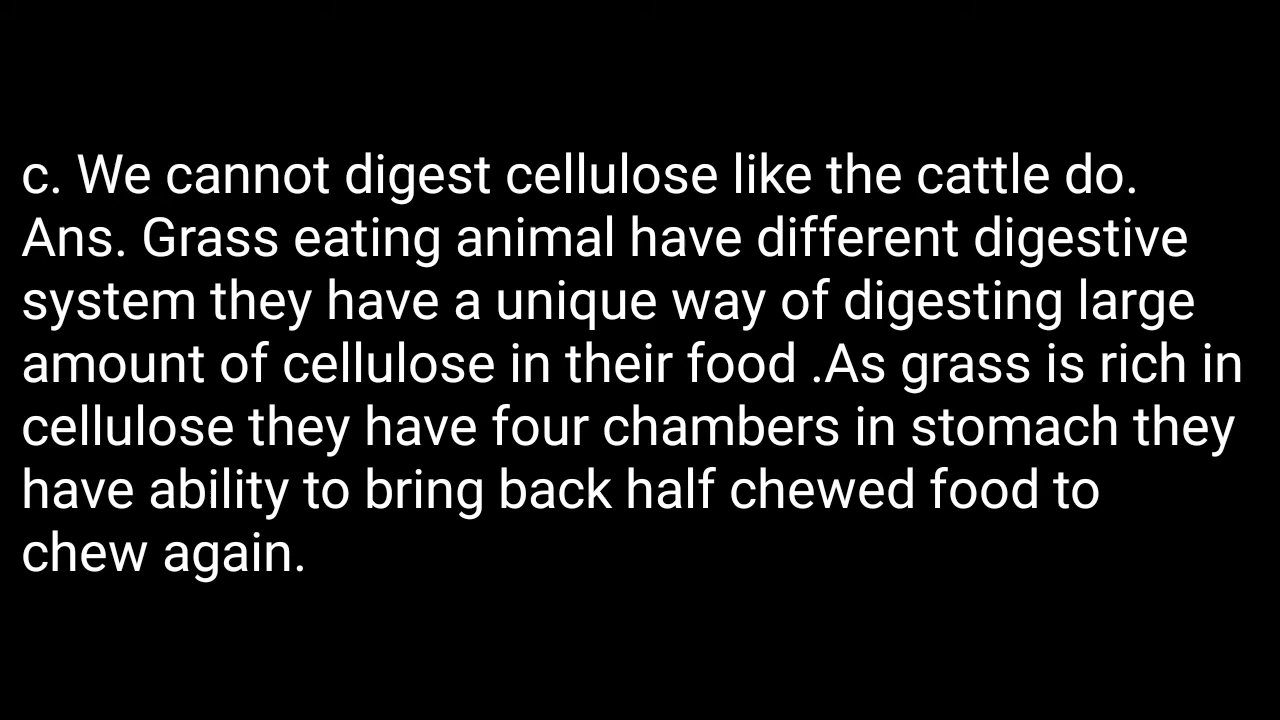 c. We cannot digest cellulose like the cattle do.
Ans. Grass eating animal have different digestive
system they have a unique way of digesting large
amount of cellulose in their food .As grass is rich in
cellulose they have four chambers in stomach they
have ability to bring back half chewed food to
chew again.